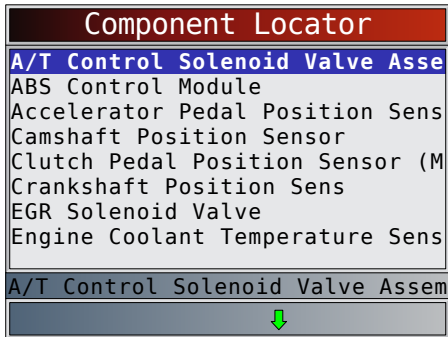 Component Locator
A/T Control Solenoid Valve Asse
ABS Control Module
Accelerator Pedal Position Sens
Camshaft Position Sensor
Clutch Pedal Position Sensor (M
Crankshaft Position Sens
EGR Solenoid Valve
Engine Coolant Temperature Sens
A/T Control Solenoid Valve Assem